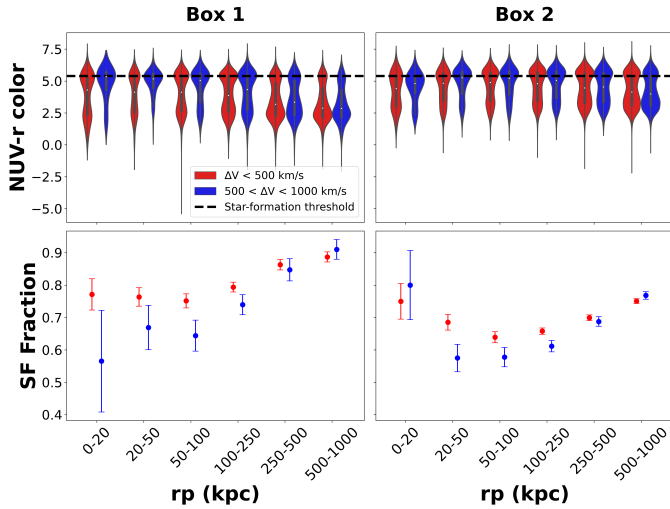 Box 1
Box 2
NUV-r color
7.5
5.0
2.5
0.0
−2.5
−5.0
ΔV < 500 km/s
500 < ΔV < 1000 km/s
Star-formation threshold
SF Fraction
0.9
0.8
0.7
0.6
0.5
0.4
0-20
20-50
50-100
100-250
250-500
500-1000
0-20
20-50
50-100
100-250
250-500
500-1000
rp (kpc)
rp (kpc)